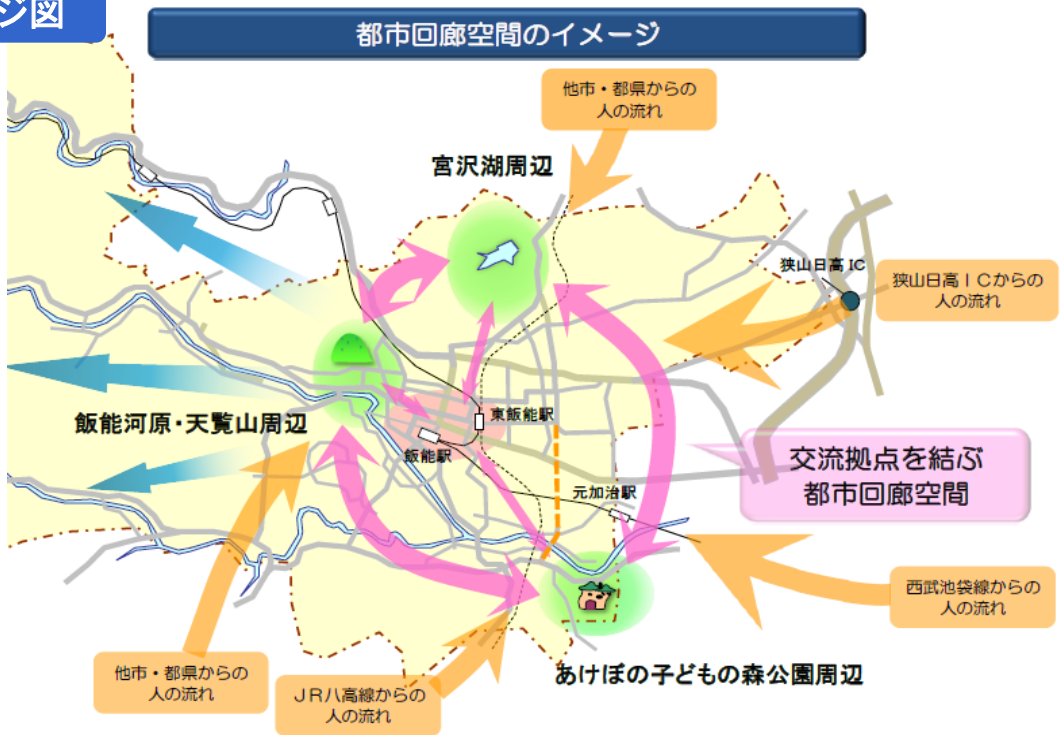 ジ図
都市回廊空間のイメージ
他市・都県からの
人の流れ
宮沢湖周辺
狭山日高IC
狭山日高ICからの
人の流れ
飯能河原・天覧山周辺
東飯能駅
飯能駅
交流拠点を結ぶ
都市回廊空間
元加治駅
西武池袋線からの
人の流れ
他市・都県からの
人の流れ
JR八高線からの
人の流れ
あけぼの子どもの森公園周辺